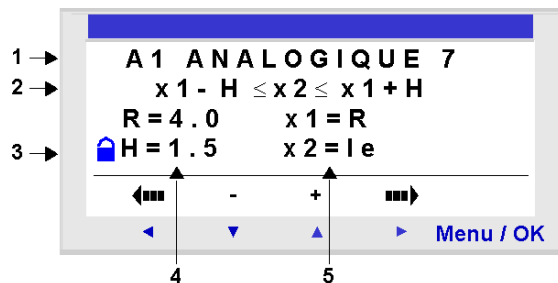 1 A1 ANALOGIQUE 7
2 x1 - H ≤ x2 ≤ x1 + H
R = 4.0 x1 = R
3 H = 1.5 x2 = Ie
- +
Menu / OK
4 5